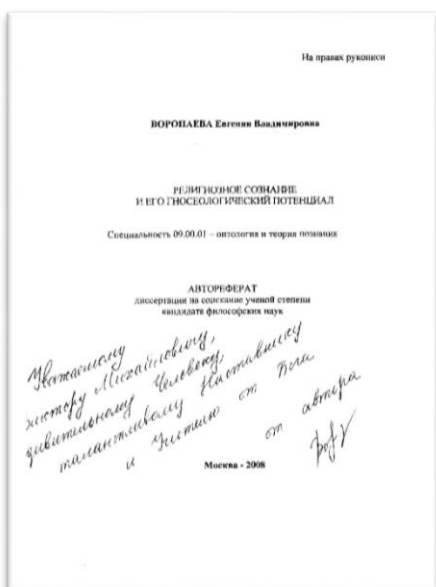 На правах рукописи
ВОРОПАЕВА Евгения Владимировна
РЕЛИГИОЗНОЕ СОЗНАНИЕ
И ЕГО ГНОСЕОЛОГИЧЕСКИЙ ПОТЕНЦИАЛ
Специальность 09.00.01 – онтология и теория познания
АВТОРЕФЕРАТ
диссертации на соискание ученой степени
кандидата философских наук
Уважаемому
Михайловичу,
удивительному Человеку,
талантливому Наставнику
и Учителю от Бога
от автора
Москва - 2008